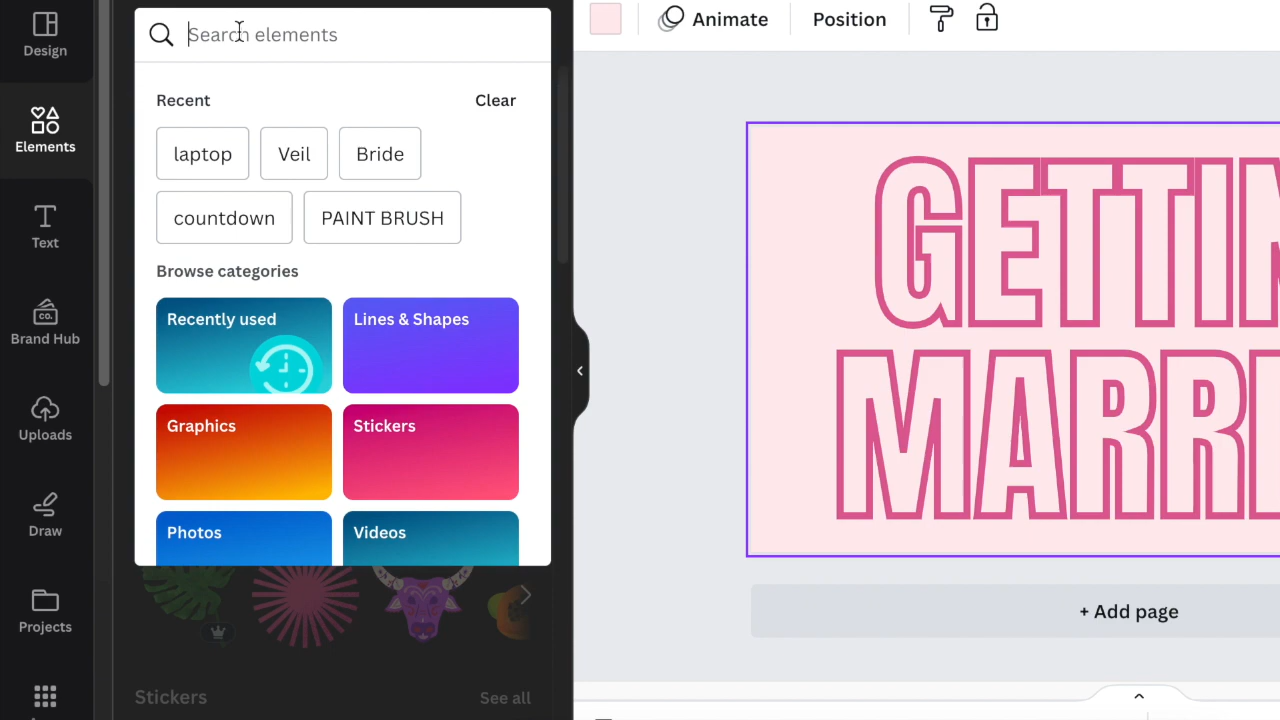 Design
Elements
Text
Brand Hub
CO.
Uploads
Draw
Projects
Search elements
Recent
Clear
laptop
Veil
Bride
countdown
PAINT BRUSH
Browse categories
Recently used
Lines & Shapes
Graphics
Stickers
Photos
Videos
Stickers
See all
Animate
Position
GETTIN
MARRI
+ Add page